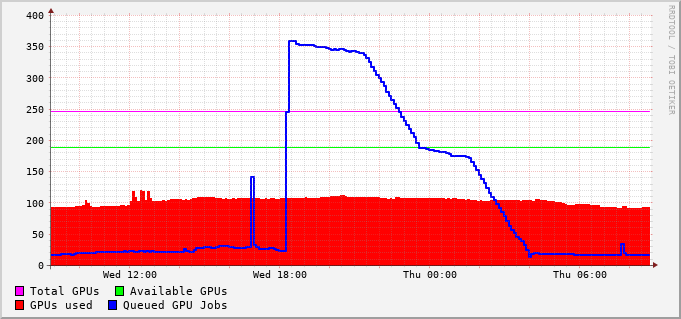 RRDTOOL / TOBI OETIKER
400
350
300
250
200
150
100
50
0
Wed 12:00 Wed 18:00 Thu 00:00 Thu 06:00
Total GPUs Available GPUs
GPUs used Queued GPU Jobs